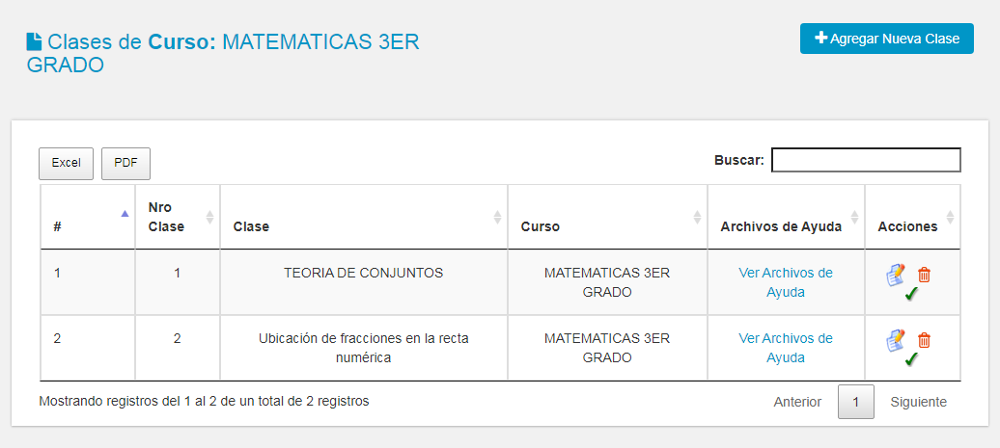 Clases de Curso: MATEMATICAS 3ER
GRADO
Agregar Nueva Clase
Excel PDF Buscar:
# Nro Clase Clase Curso Archivos de Ayuda Acciones
1 1 TEORIA DE CONJUNTOS MATEMATICAS 3ER Ver Archivos de
GRADO Ayuda
2 2 Ubicación de fracciones en la recta MATEMATICAS 3ER Ver Archivos de
numérica GRADO Ayuda
Mostrando registros del 1 al 2 de un total de 2 registros Anterior 1 Siguiente